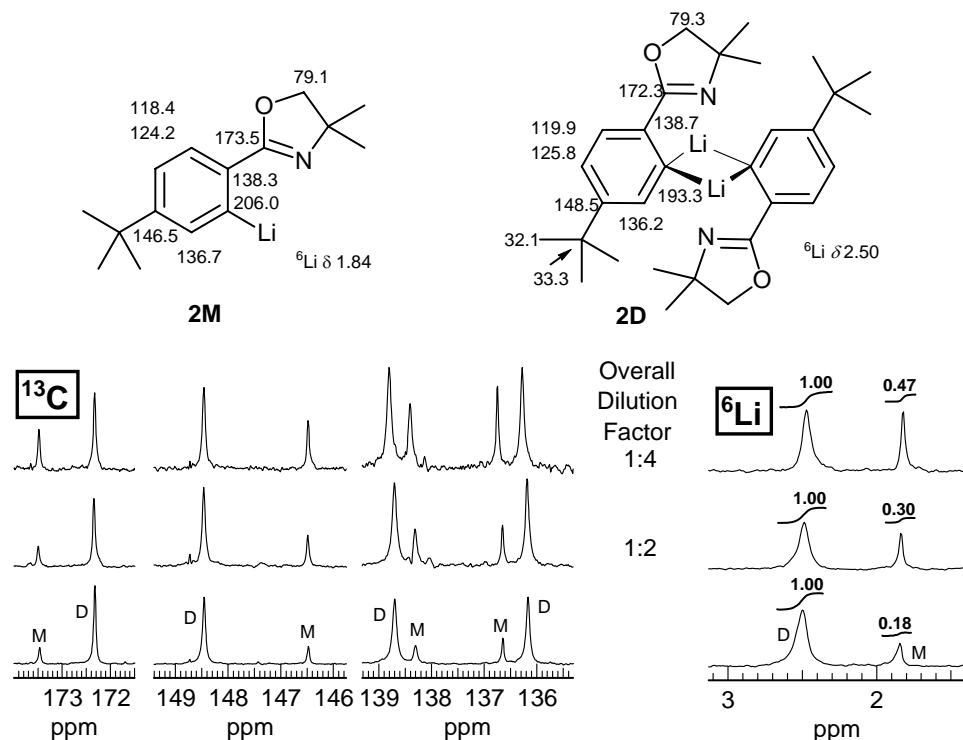 79.1
O
118.4
124.2
173.5
N
138.3
206.0
Li
146.5
136.7
⁶Li δ 1.84
2M
79.3
O
172.3
N
119.9
138.7
Li
125.8
Li
193.3
148.5
136.2
N
32.1
⁶Li δ 2.50
33.3
O
2D
¹³C
Overall
Dilution
Factor
1:4
1:2
⁶Li
1.00
0.47
1.00
0.30
1.00
0.18
M
D
D
M
D
M
M
D
D
M
173 172
ppm
149 148 147 146
ppm
139 138 137 136
ppm
3 2
ppm